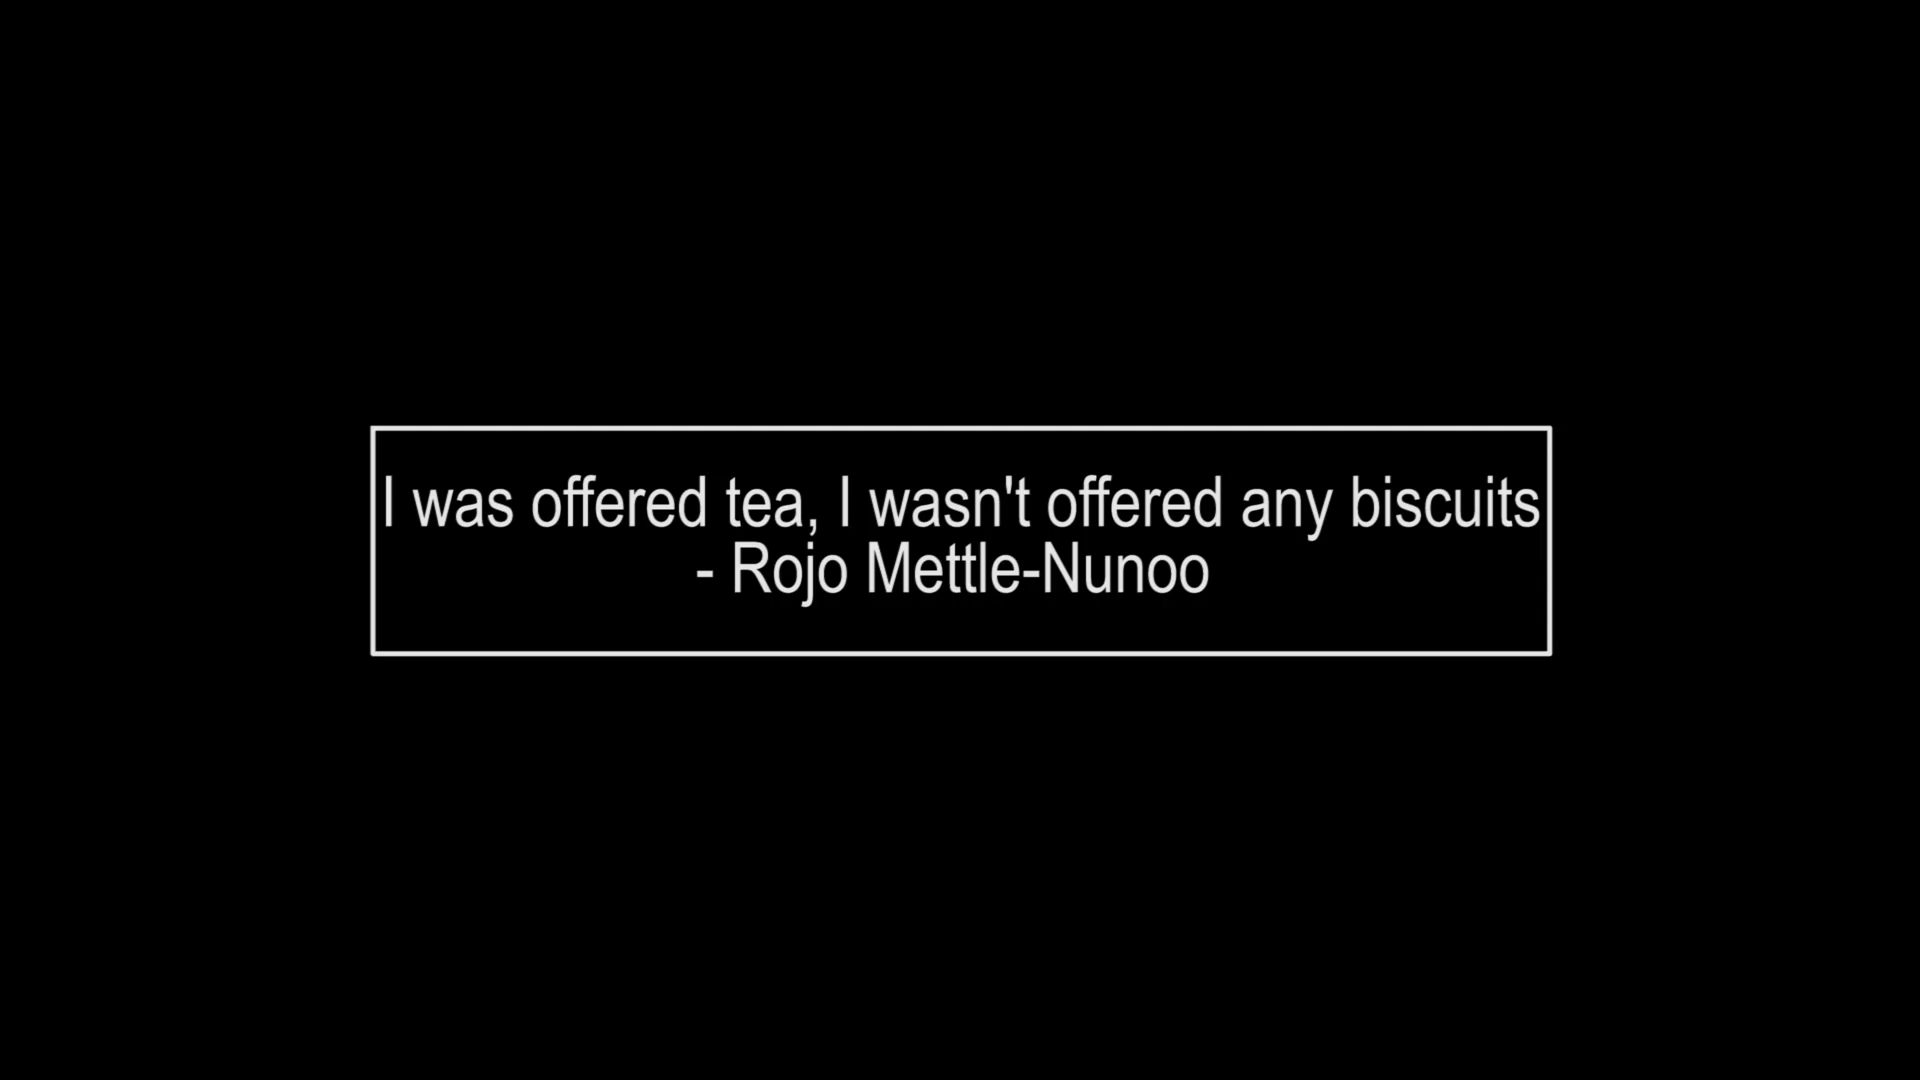 I was offered tea, I wasn't offered any biscuits
- Rojo Mettle-Nunoo